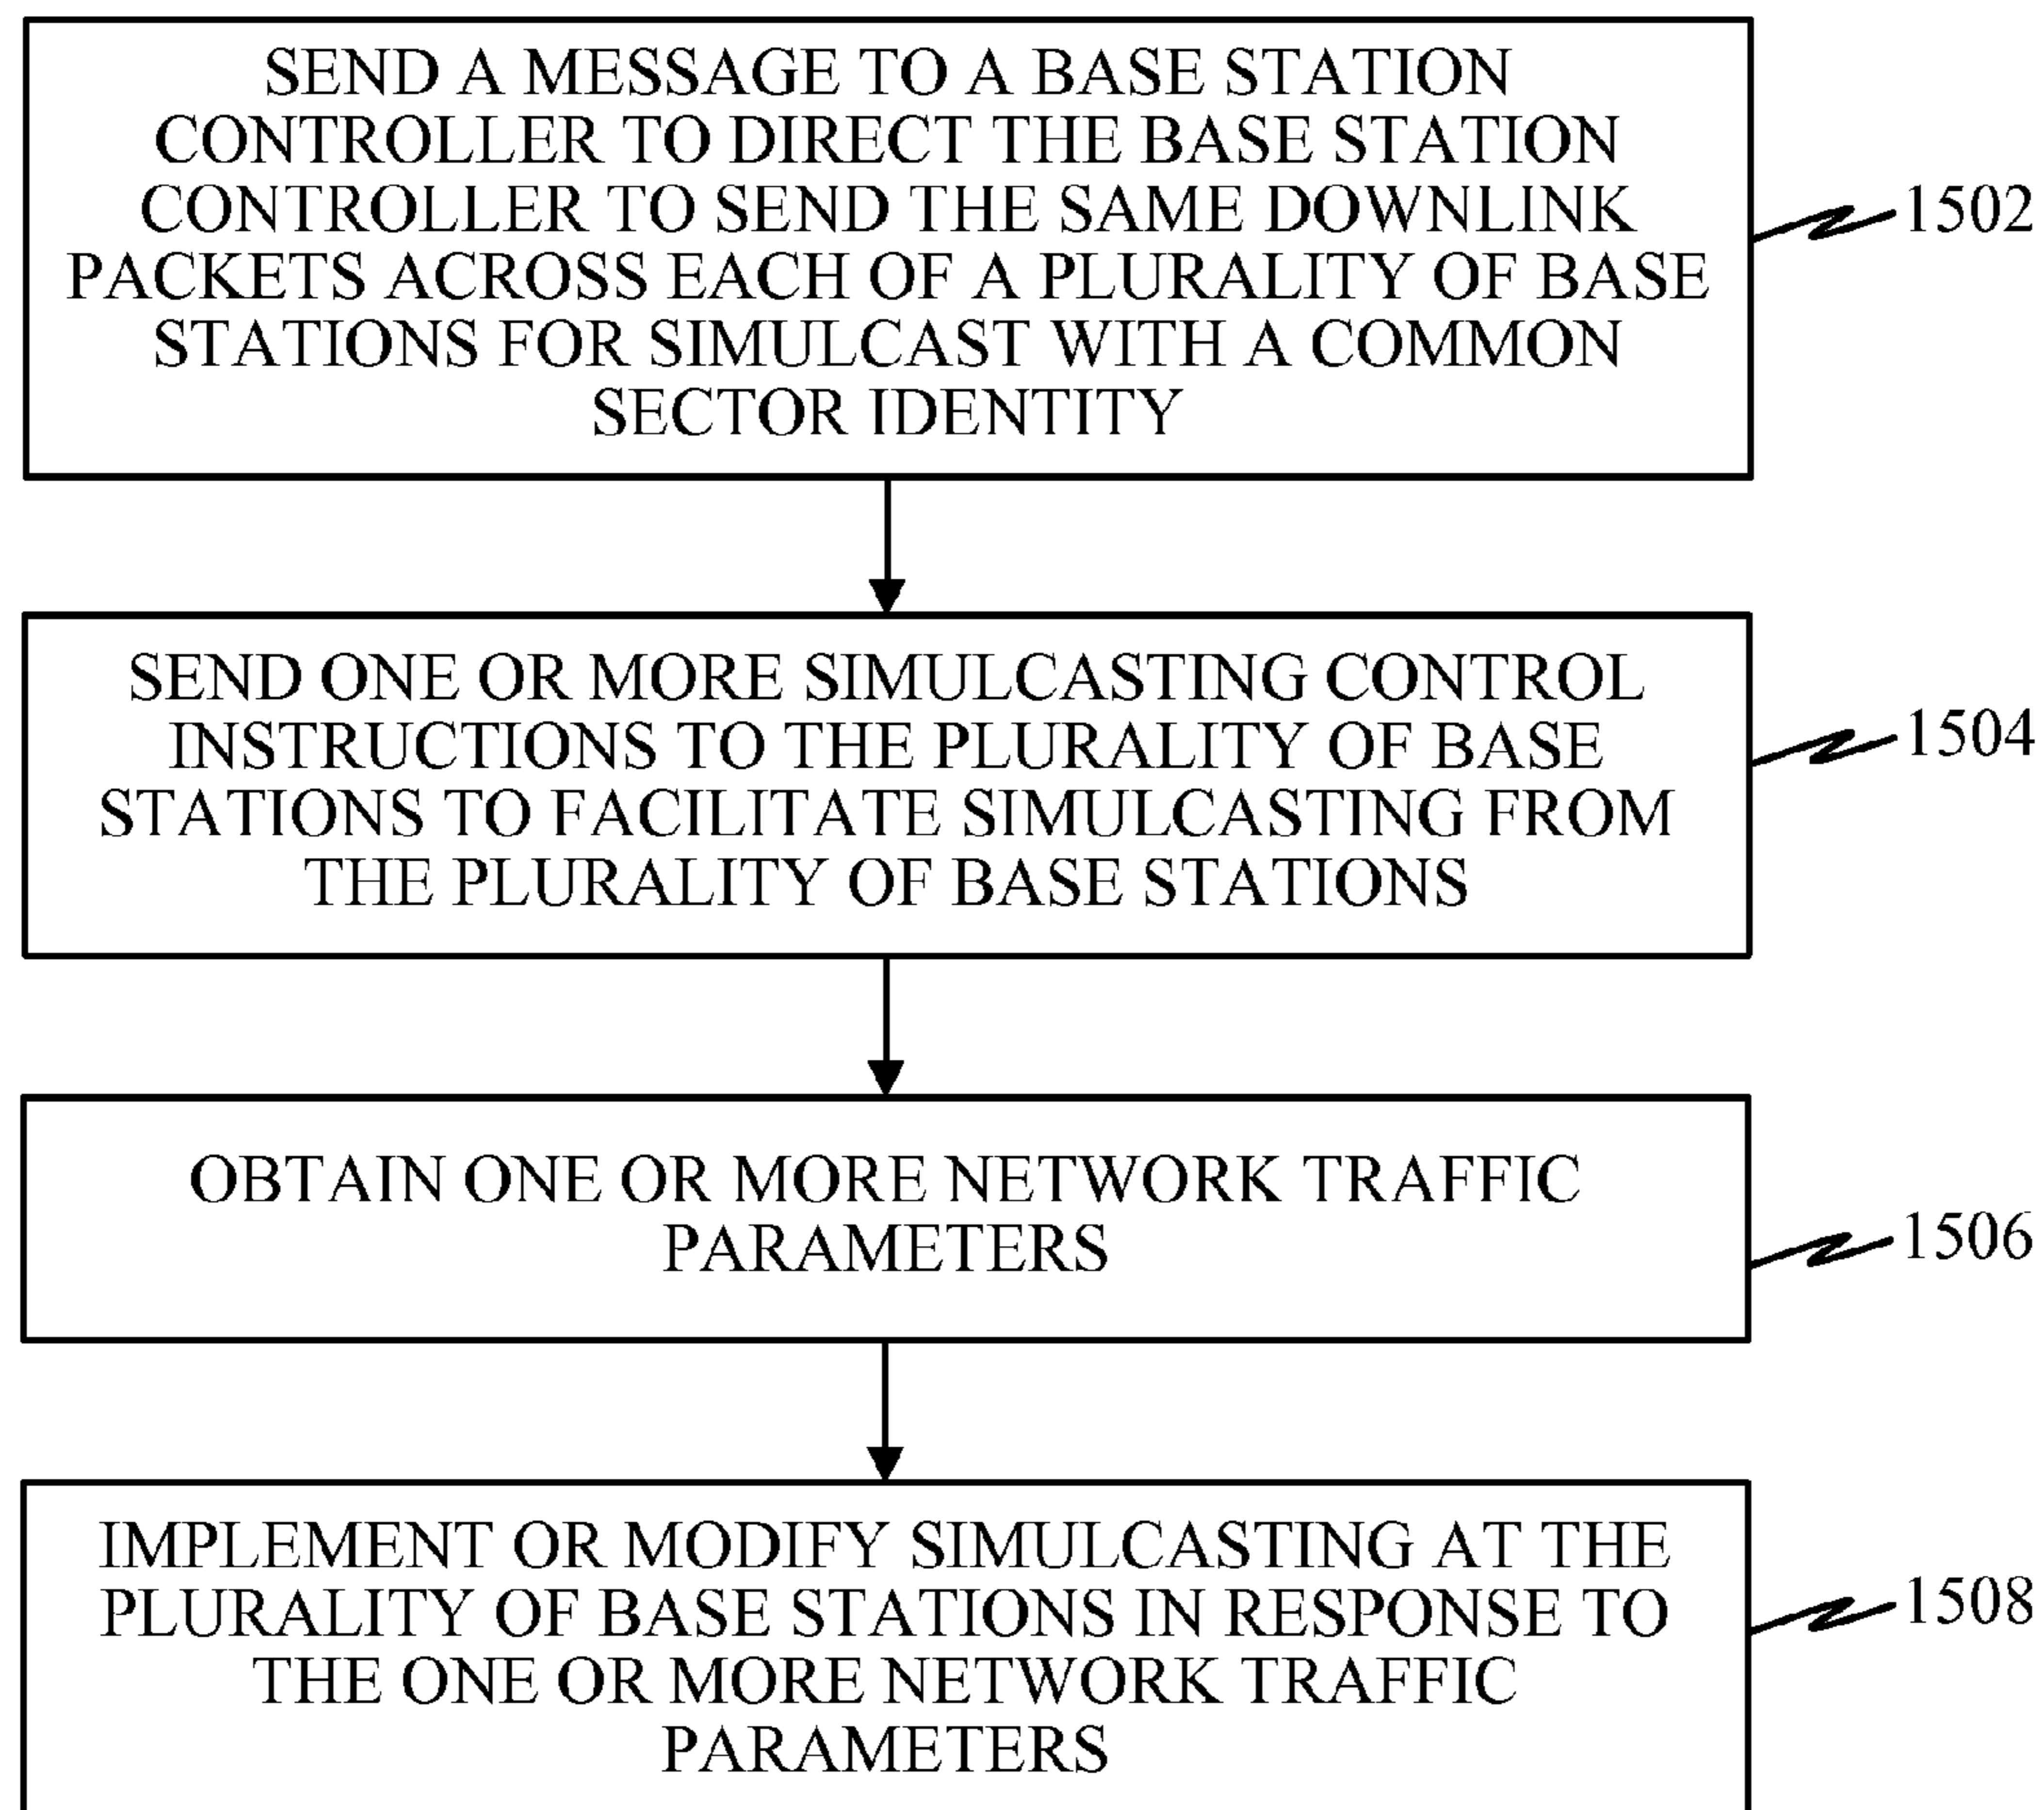 SEND A MESSAGE TO A BASE STATION
CONTROLLER TO DIRECT THE BASE STATION
CONTROLLER TO SEND THE SAME DOWNLINK
PACKETS ACROSS EACH OF A PLURALITY OF BASE
STATIONS FOR SIMULCAST WITH A COMMON
SECTOR IDENTITY
1502
SEND ONE OR MORE SIMULCASTING CONTROL
INSTRUCTIONS TO THE PLURALITY OF BASE
STATIONS TO FACILITATE SIMULCASTING FROM
THE PLURALITY OF BASE STATIONS
1504
OBTAIN ONE OR MORE NETWORK TRAFFIC
PARAMETERS
1506
IMPLEMENT OR MODIFY SIMULCASTING AT THE
PLURALITY OF BASE STATIONS IN RESPONSE TO
THE ONE OR MORE NETWORK TRAFFIC
PARAMETERS
1508